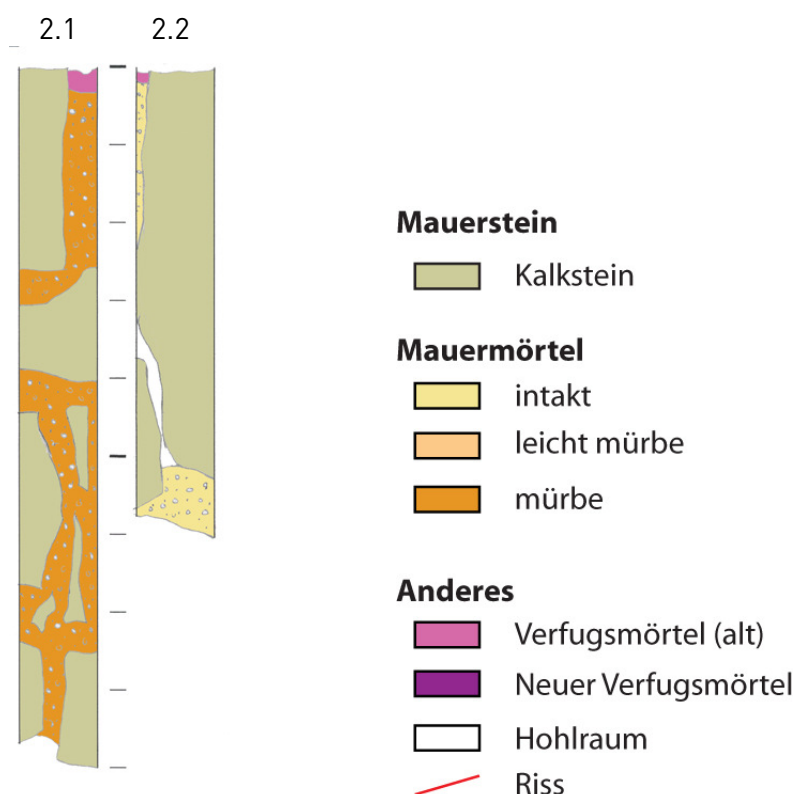 2.1 2.2
Mauerstein
Kalkstein
Mauermörtel
intakt
leicht mürbe
mürbe
Anderes
Verfugsmörtel (alt)
Neuer Verfugsmörtel
Hohlraum
Riss